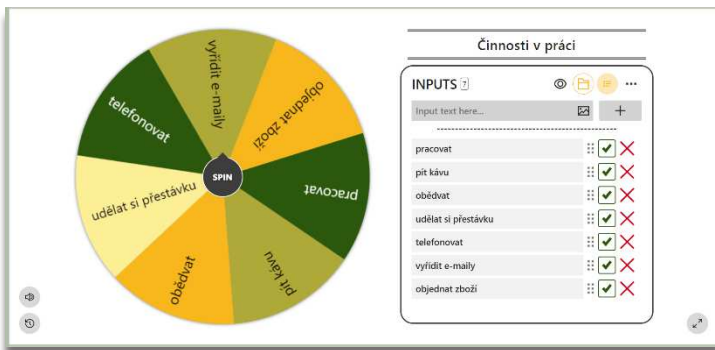 Činnosti v práci
vyřídit e-maily
objednat zboží
telefonovat
SPIN
pracovat
udělat si přestávku
obědvat
pít kávu
INPUTS ?
Input text here...
pracovat
pít kávu
obědvat
udělat si přestávku
telefonovat
vyřídit e-maily
objednat zboží